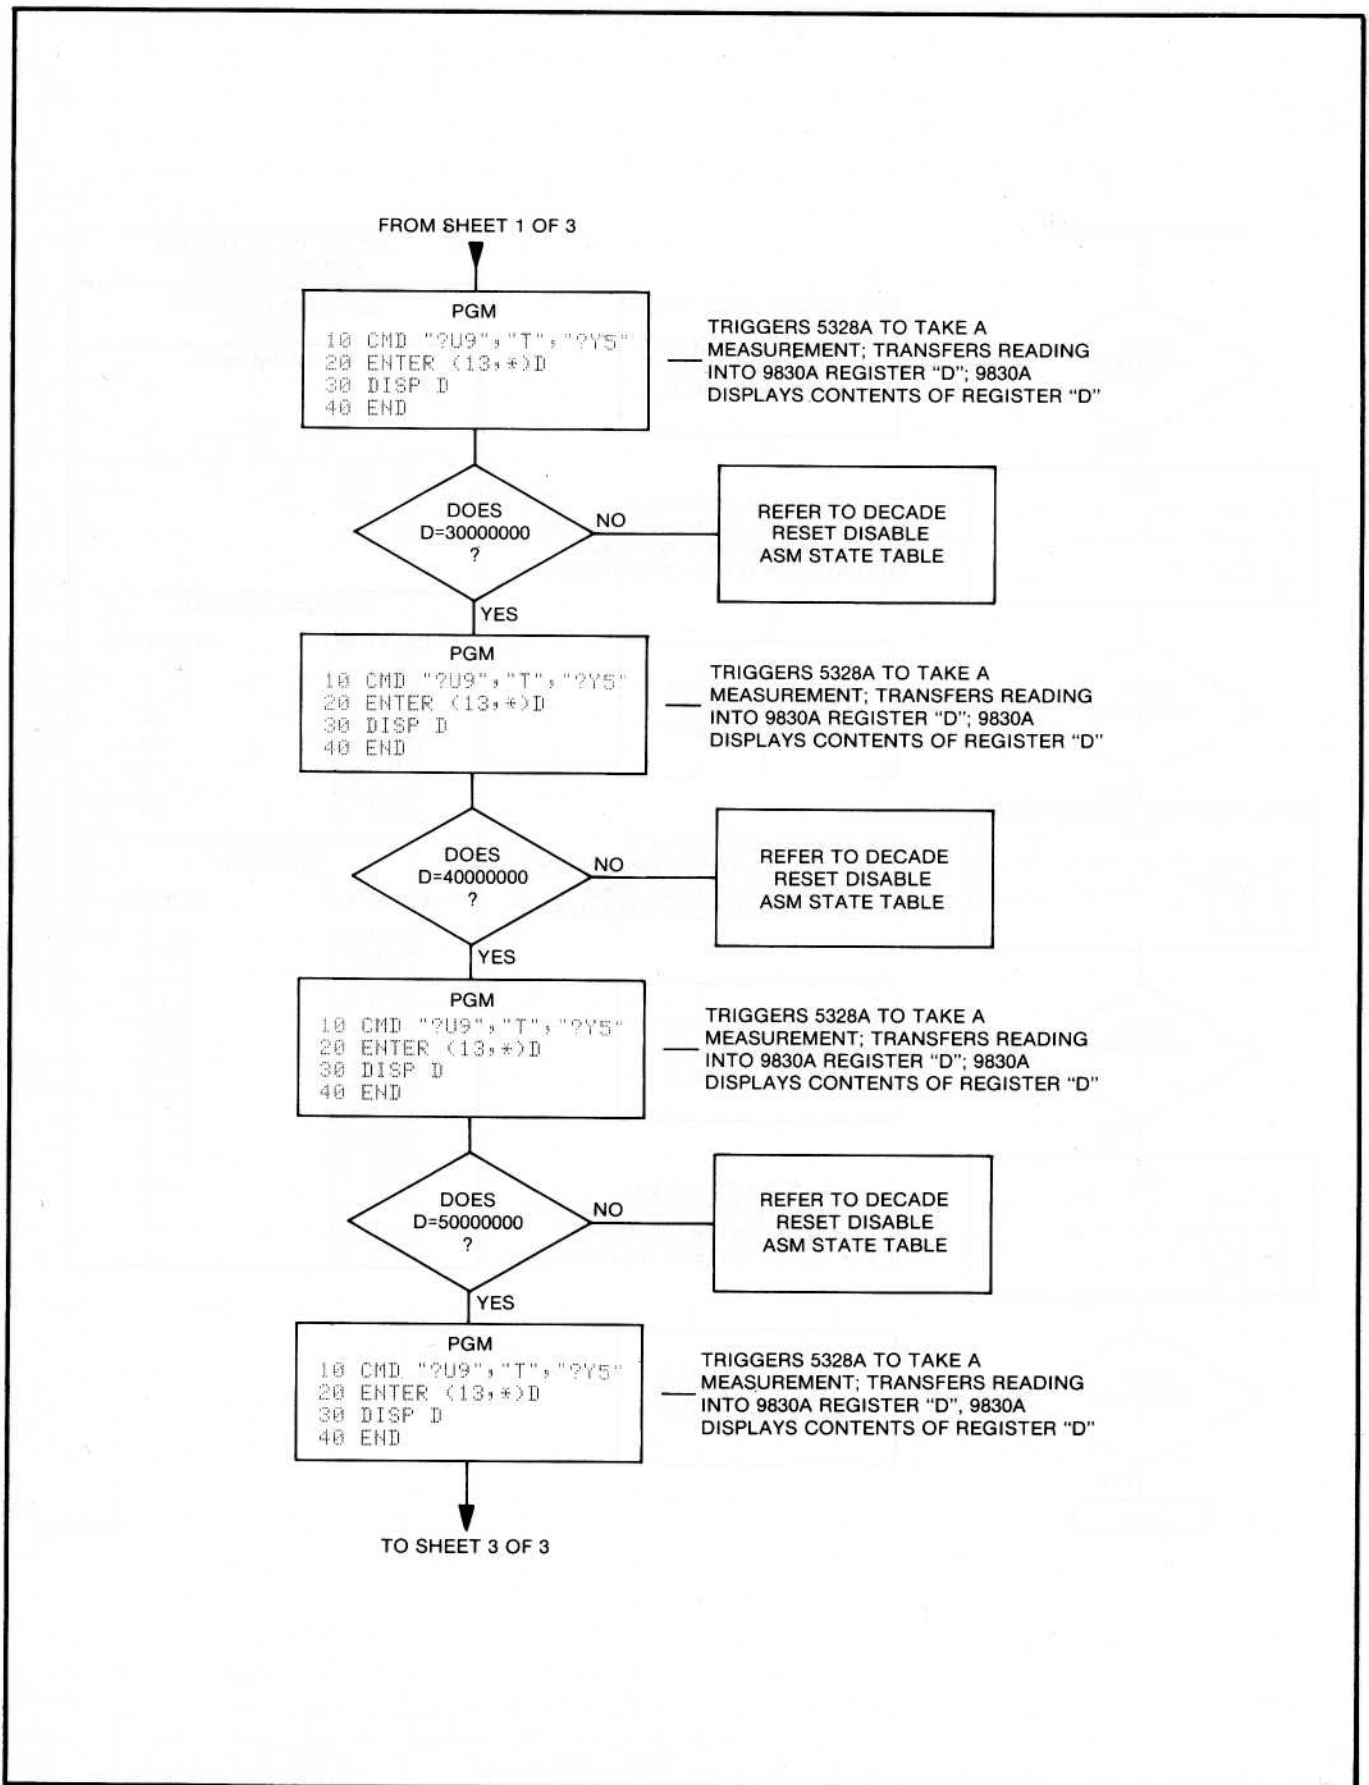 FROM SHEET 1 OF 3
PGM
10 CMD "?U9","T","?Y5"
20 ENTER (13,*)D
30 DISP D
40 END
TRIGGERS 5328A TO TAKE A
MEASUREMENT; TRANSFERS READING
INTO 9830A REGISTER “D”; 9830A
DISPLAYS CONTENTS OF REGISTER “D”
DOES
D=30000000
?
NO
REFER TO DECADE
RESET DISABLE
ASM STATE TABLE
YES
PGM
10 CMD "?U9","T","?Y5"
20 ENTER (13,*)D
30 DISP D
40 END
TRIGGERS 5328A TO TAKE A
MEASUREMENT; TRANSFERS READING
INTO 9830A REGISTER “D”; 9830A
DISPLAYS CONTENTS OF REGISTER “D”
DOES
D=40000000
?
NO
REFER TO DECADE
RESET DISABLE
ASM STATE TABLE
YES
PGM
10 CMD "?U9","T","?Y5"
20 ENTER (13,*)D
30 DISP D
40 END
TRIGGERS 5328A TO TAKE A
MEASUREMENT; TRANSFERS READING
INTO 9830A REGISTER “D”; 9830A
DISPLAYS CONTENTS OF REGISTER “D”
DOES
D=50000000
?
NO
REFER TO DECADE
RESET DISABLE
ASM STATE TABLE
YES
PGM
10 CMD "?U9","T","?Y5"
20 ENTER (13,*)D
30 DISP D
40 END
TRIGGERS 5328A TO TAKE A
MEASUREMENT; TRANSFERS READING
INTO 9830A REGISTER “D”, 9830A
DISPLAYS CONTENTS OF REGISTER “D”
TO SHEET 3 OF 3